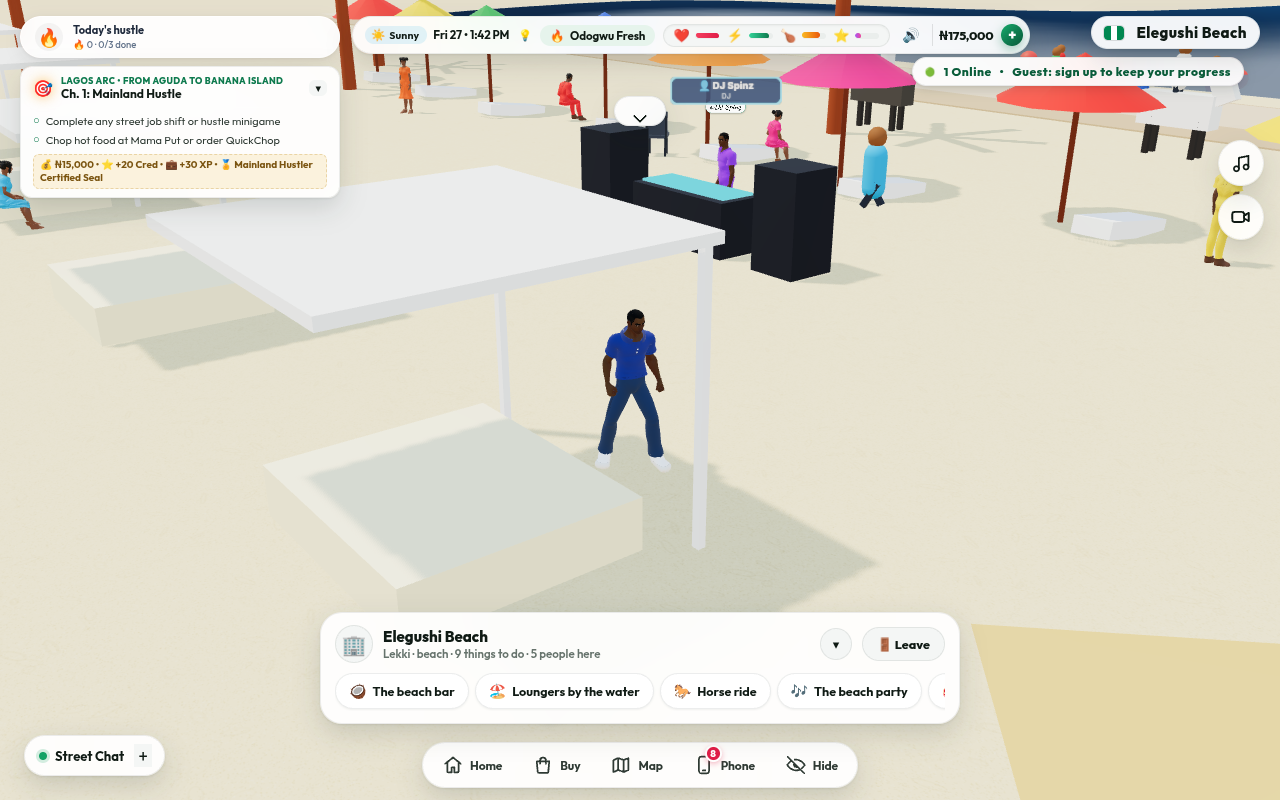 Today's hustle
0 · 0/3 done
Sunny
Fri 27 • 1:42 PM
Odogwu Fresh
₦175,000
+
Elegushi Beach
1 Online • Guest: sign up to keep your progress
LAGOS ARC • FROM AGUDA TO BANANA ISLAND
Ch. 1: Mainland Hustle
Complete any street job shift or hustle minigame
Chop hot food at Mama Put or order QuickChop
₦15,000 • +20 Cred • +30 XP • Mainland Hustler
Certified Seal
DJ Spinz
DJ
Elegushi Beach
Lekki · beach · 9 things to do · 5 people here
Leave
The beach bar
Loungers by the water
Horse ride
The beach party
Street Chat +
Home
Buy
Map
8
Phone
Hide